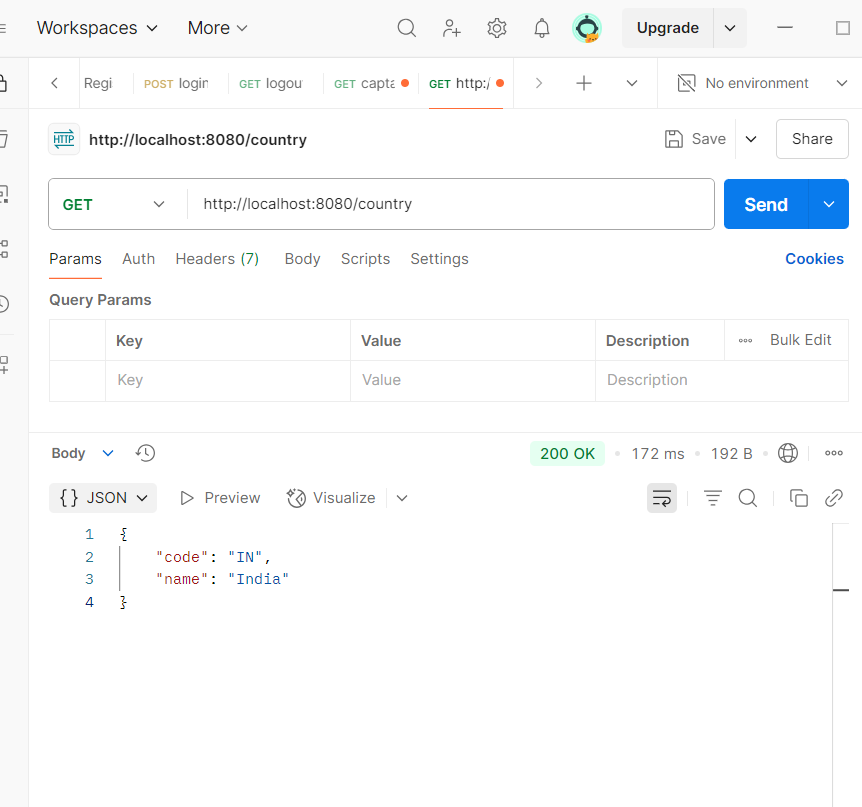 Workspaces More Upgrade
Regi POST login GET logou GET capta GET http:/ No environment
HTTP http://localhost:8080/country Save Share
GET http://localhost:8080/country Send
Params Auth Headers (7) Body Scripts Settings Cookies
Query Params
Key Value Description Bulk Edit
Key Value Description
Body 200 OK 172 ms 192 B
{} JSON Preview Visualize
1 {
2 "code": "IN",
3 "name": "India"
4 }